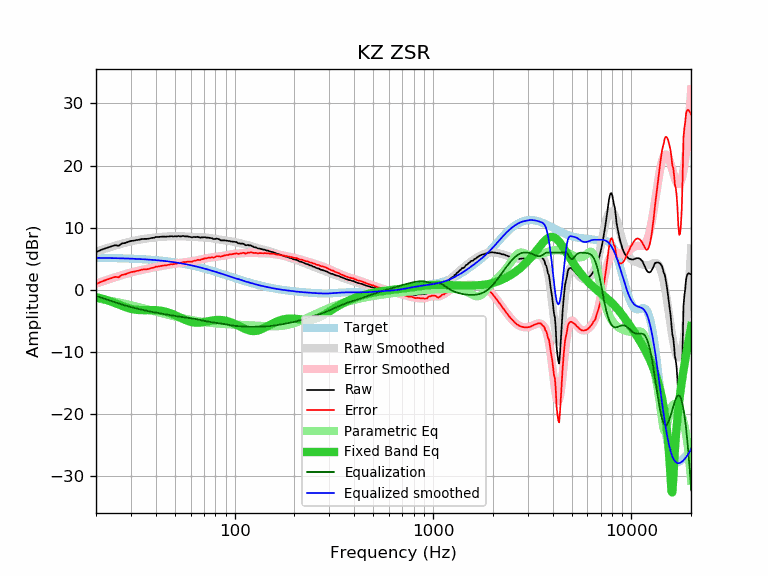 KZ ZSR
Amplitude (dBr)
30
20
10
0
−10
−20
−30
Target
Raw Smoothed
Error Smoothed
Raw
Error
Parametric Eq
Fixed Band Eq
Equalization
Equalized smoothed
100
1000
10000
Frequency (Hz)